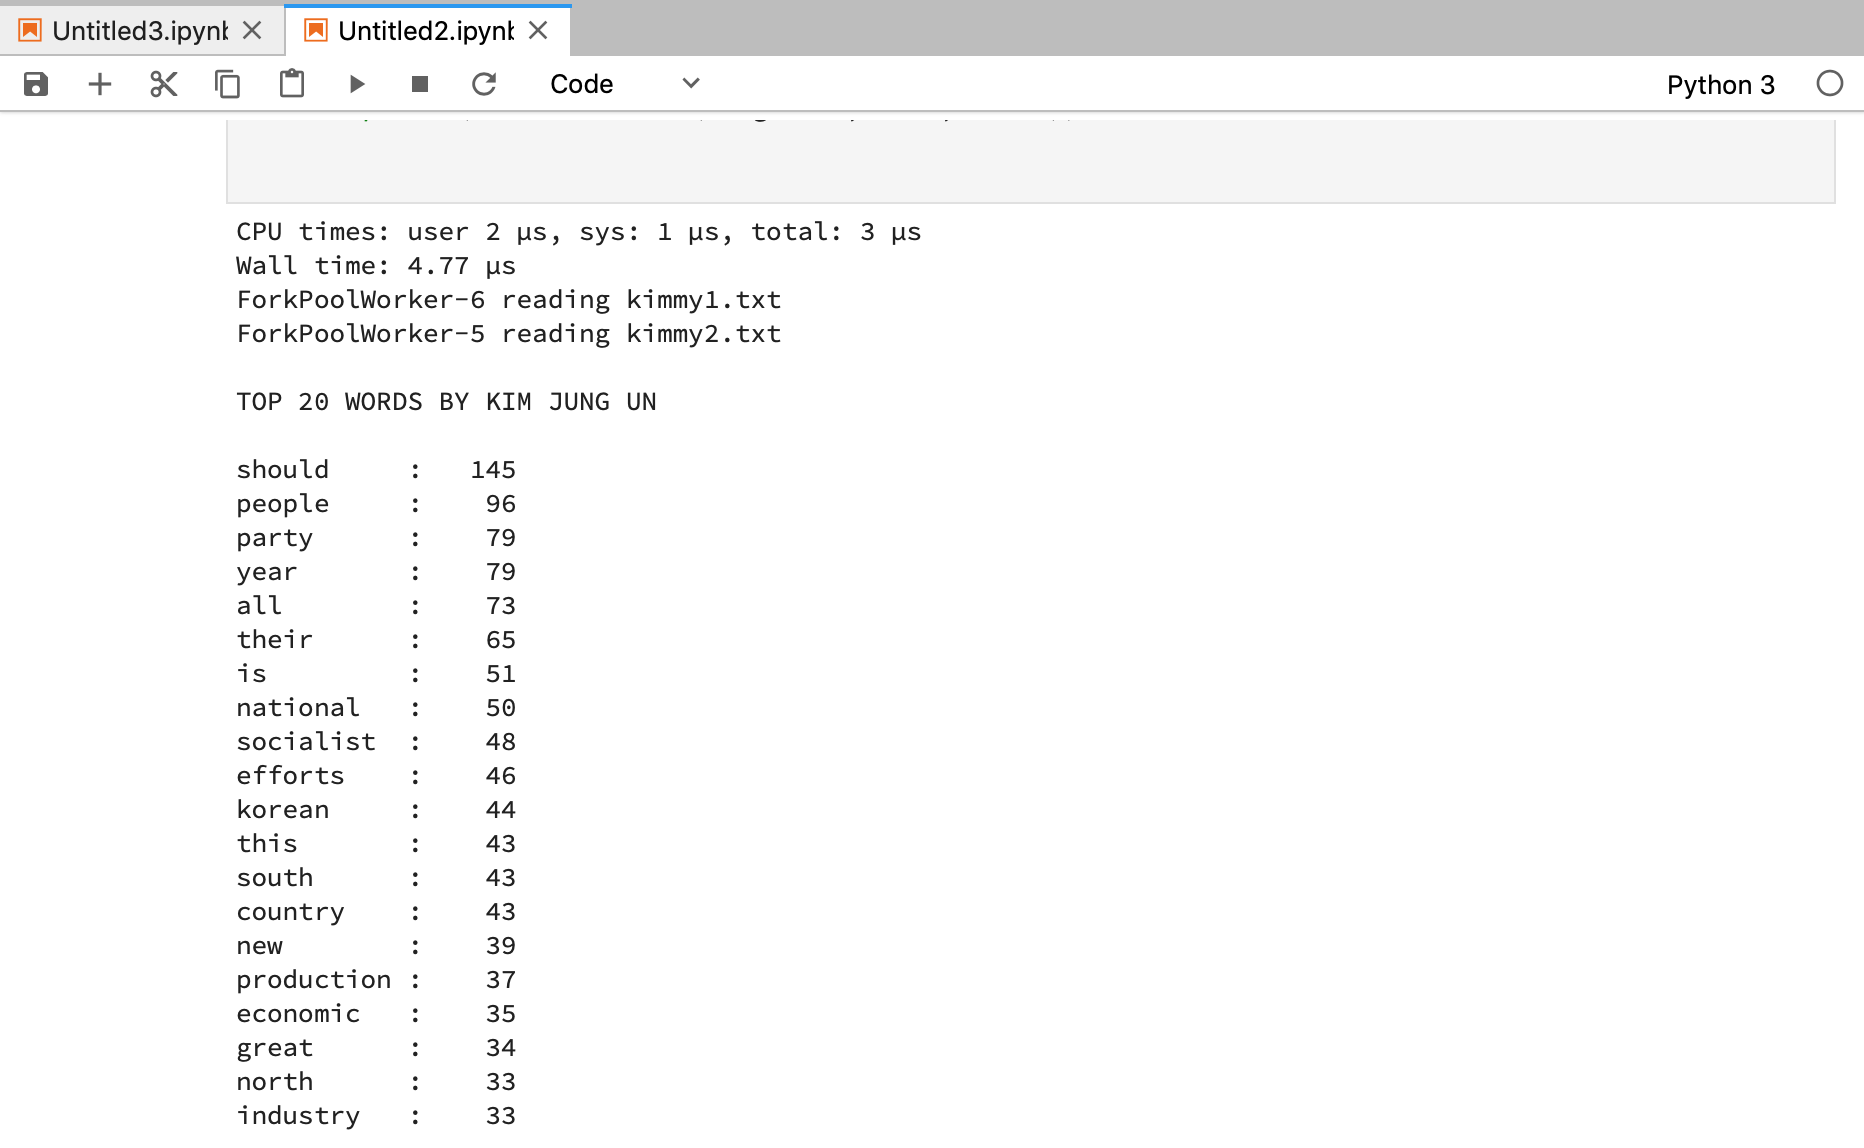 Untitled3.ipynb
Untitled2.ipynb
Code
Python 3
CPU times: user 2 µs, sys: 1 µs, total: 3 µs
Wall time: 4.77 µs
ForkPoolWorker-6 reading kimmy1.txt
ForkPoolWorker-5 reading kimmy2.txt
TOP 20 WORDS BY KIM JUNG UN
should : 145
people : 96
party : 79
year : 79
all : 73
their : 65
is : 51
national : 50
socialist : 48
efforts : 46
korean : 44
this : 43
south : 43
country : 43
new : 39
production : 37
economic : 35
great : 34
north : 33
industry : 33